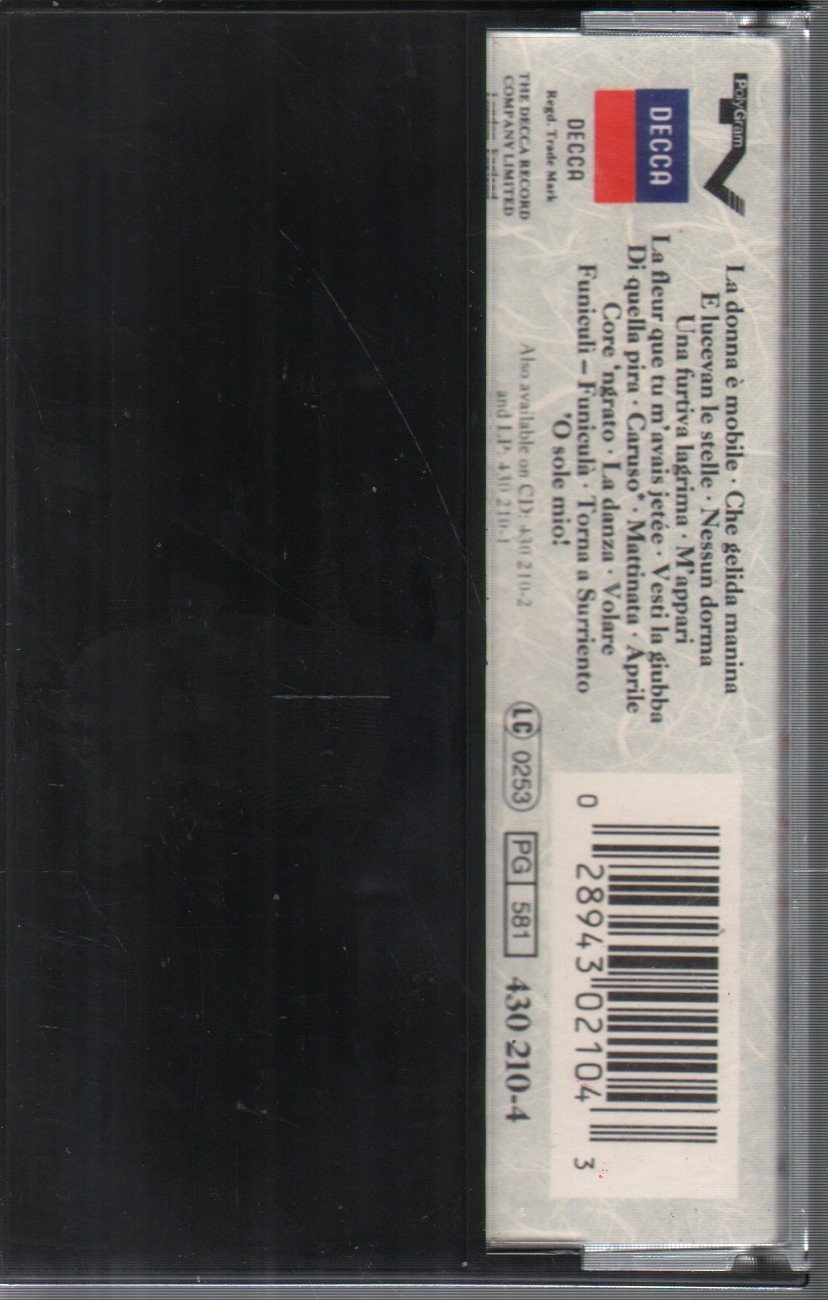 PolyGram
TV
DECCA
DECCA
Regd. Trade Mark
THE DECCA RECORD
COMPANY LIMITED
London, England
La donna è mobile · Che gelida manina
E lucevan le stelle · Nessun dorma
Una furtiva lagrima · M'appari
La fleur que tu m'avais jetée · Vesti la giubba
Di quella pira · Caruso* · Mattinata · Aprile
Core 'ngrato · La danza · Volare
Funiculì – Funiculà · Torna a Surriento
'O sole mio!
Also available on CD: 430 210-2
and LP: 430 210-1
LC 0253
PG 581
430 210-4
0 28943 02104 3